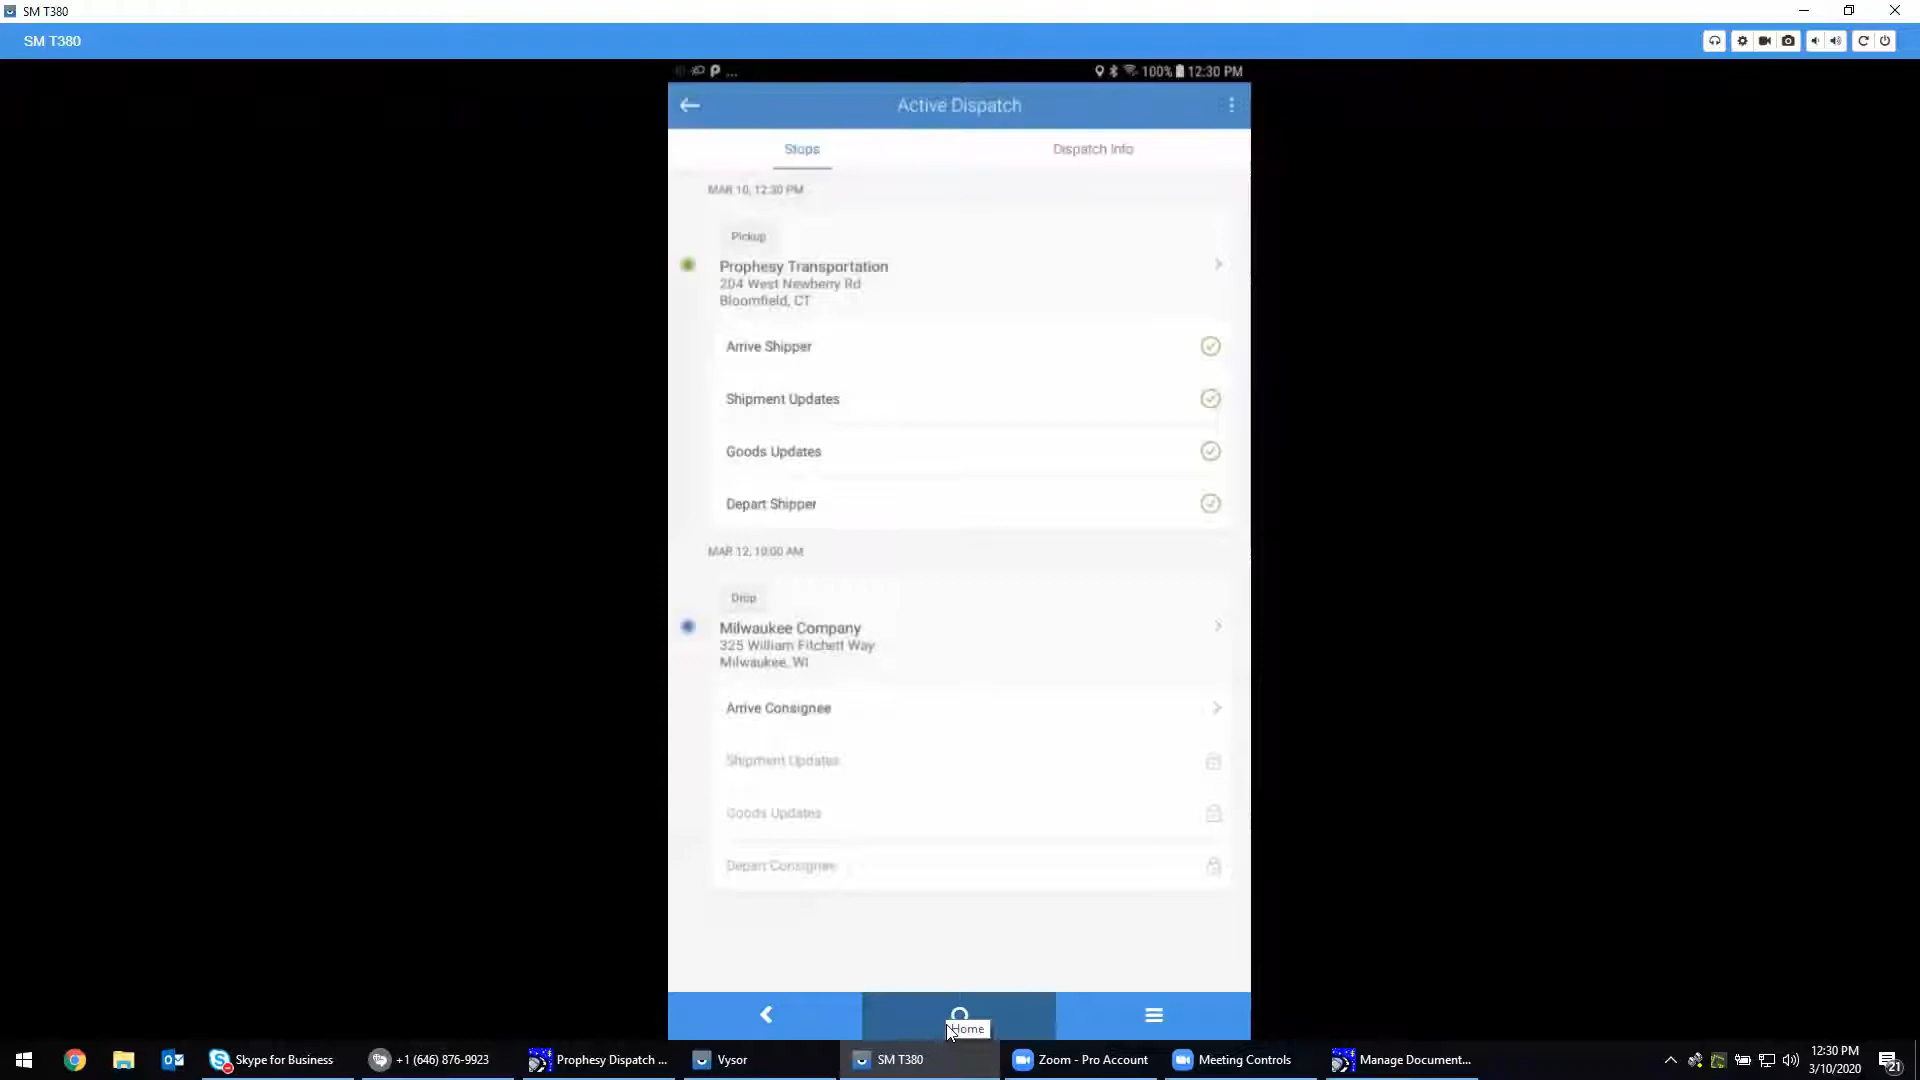 SM T380
SM T380
P ... 100% 12:30 PM
Active Dispatch
Stops
Dispatch Info
MAR 10, 12:30 PM
Pickup
Prophesy Transportation
204 West Newberry Rd
Bloomfield, CT
Arrive Shipper
Shipment Updates
Goods Updates
Depart Shipper
MAR 12, 10:00 AM
Drop
Milwaukee Company
325 William Fitchett Way
Milwaukee, WI
Arrive Consignee
Shipment Updates
Goods Updates
Depart Consignee
Home
Skype for Business
+1 (646) 876-9923
Prophesy Dispatch ...
Vysor
SM T380
Zoom - Pro Account
Meeting Controls
Manage Document...
12:30 PM
3/10/2020
21